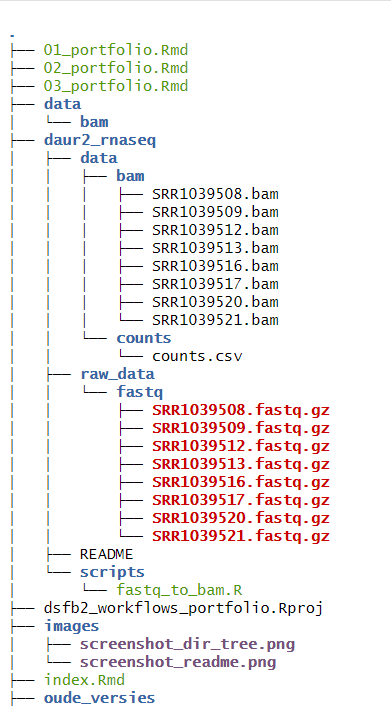 .
├── 01_portfolio.Rmd
├── 02_portfolio.Rmd
├── 03_portfolio.Rmd
├── data
│   └── bam
├── daur2_rnaseq
│   ├── data
│   │   ├── bam
│   │   │   ├── SRR1039508.bam
│   │   │   ├── SRR1039509.bam
│   │   │   ├── SRR1039512.bam
│   │   │   ├── SRR1039513.bam
│   │   │   ├── SRR1039516.bam
│   │   │   ├── SRR1039517.bam
│   │   │   ├── SRR1039520.bam
│   │   │   └── SRR1039521.bam
│   │   └── counts
│   │       └── counts.csv
│   ├── raw_data
│   │   └── fastq
│   │       ├── SRR1039508.fastq.gz
│   │       ├── SRR1039509.fastq.gz
│   │       ├── SRR1039512.fastq.gz
│   │       ├── SRR1039513.fastq.gz
│   │       ├── SRR1039516.fastq.gz
│   │       ├── SRR1039517.fastq.gz
│   │       ├── SRR1039520.fastq.gz
│   │       └── SRR1039521.fastq.gz
│   ├── README
│   └── scripts
│       └── fastq_to_bam.R
├── dsfb2_workflows_portfolio.Rproj
├── images
│   ├── screenshot_dir_tree.png
│   └── screenshot_readme.png
├── index.Rmd
├── oude_versies